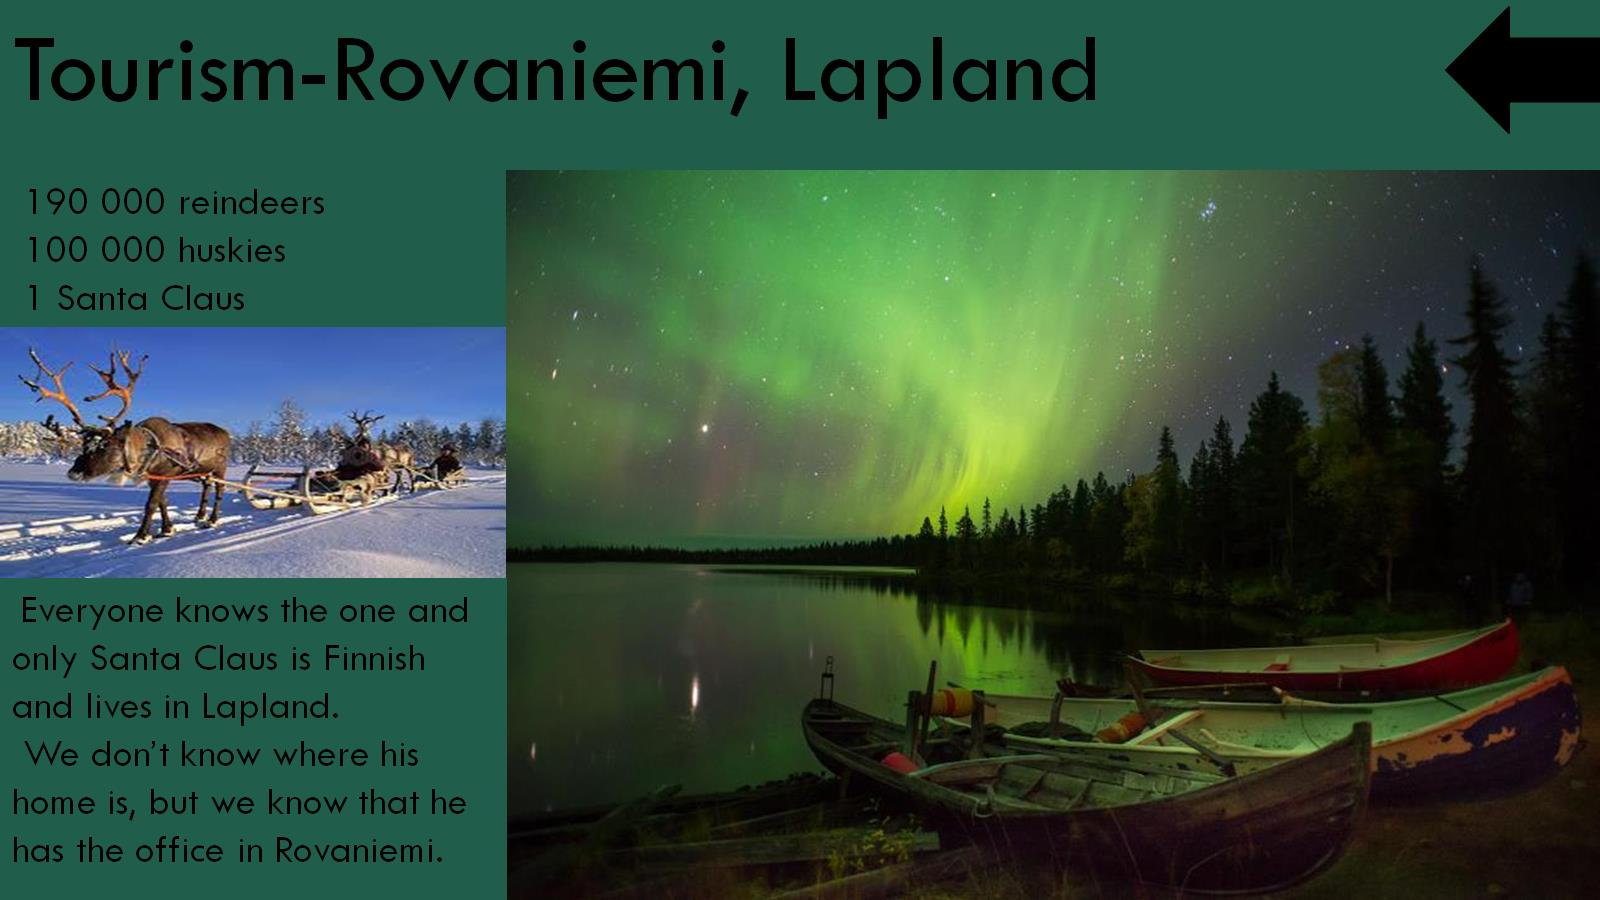 Tourism-Rovaniemi, Lapland
190 000 reindeers
100 000 huskies
1 Santa Claus
Everyone knows the one and
only Santa Claus is Finnish
and lives in Lapland.
We don’t know where his
home is, but we know that he
has the office in Rovaniemi.